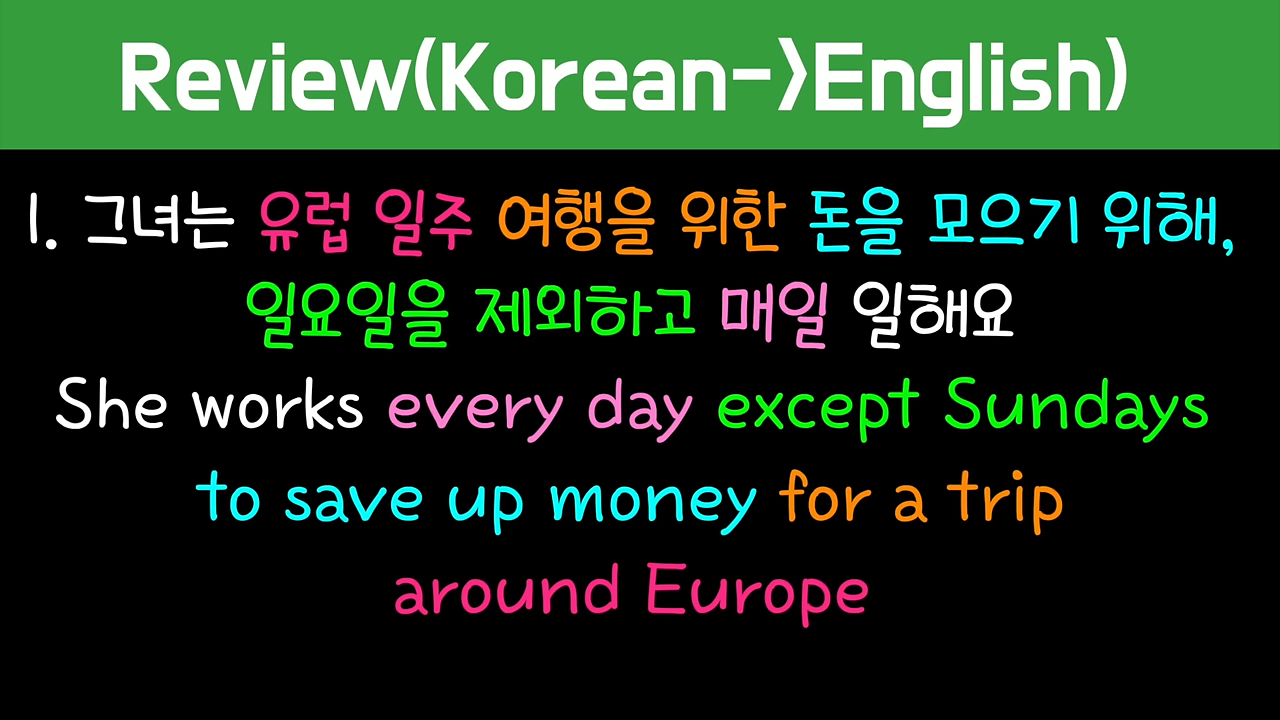 Review(Korean->English)
1. 그녀는 유럽 일주 여행을 위한 돈을 모으기 위해,
일요일을 제외하고 매일 일해요
She works every day except Sundays
to save up money for a trip
around Europe